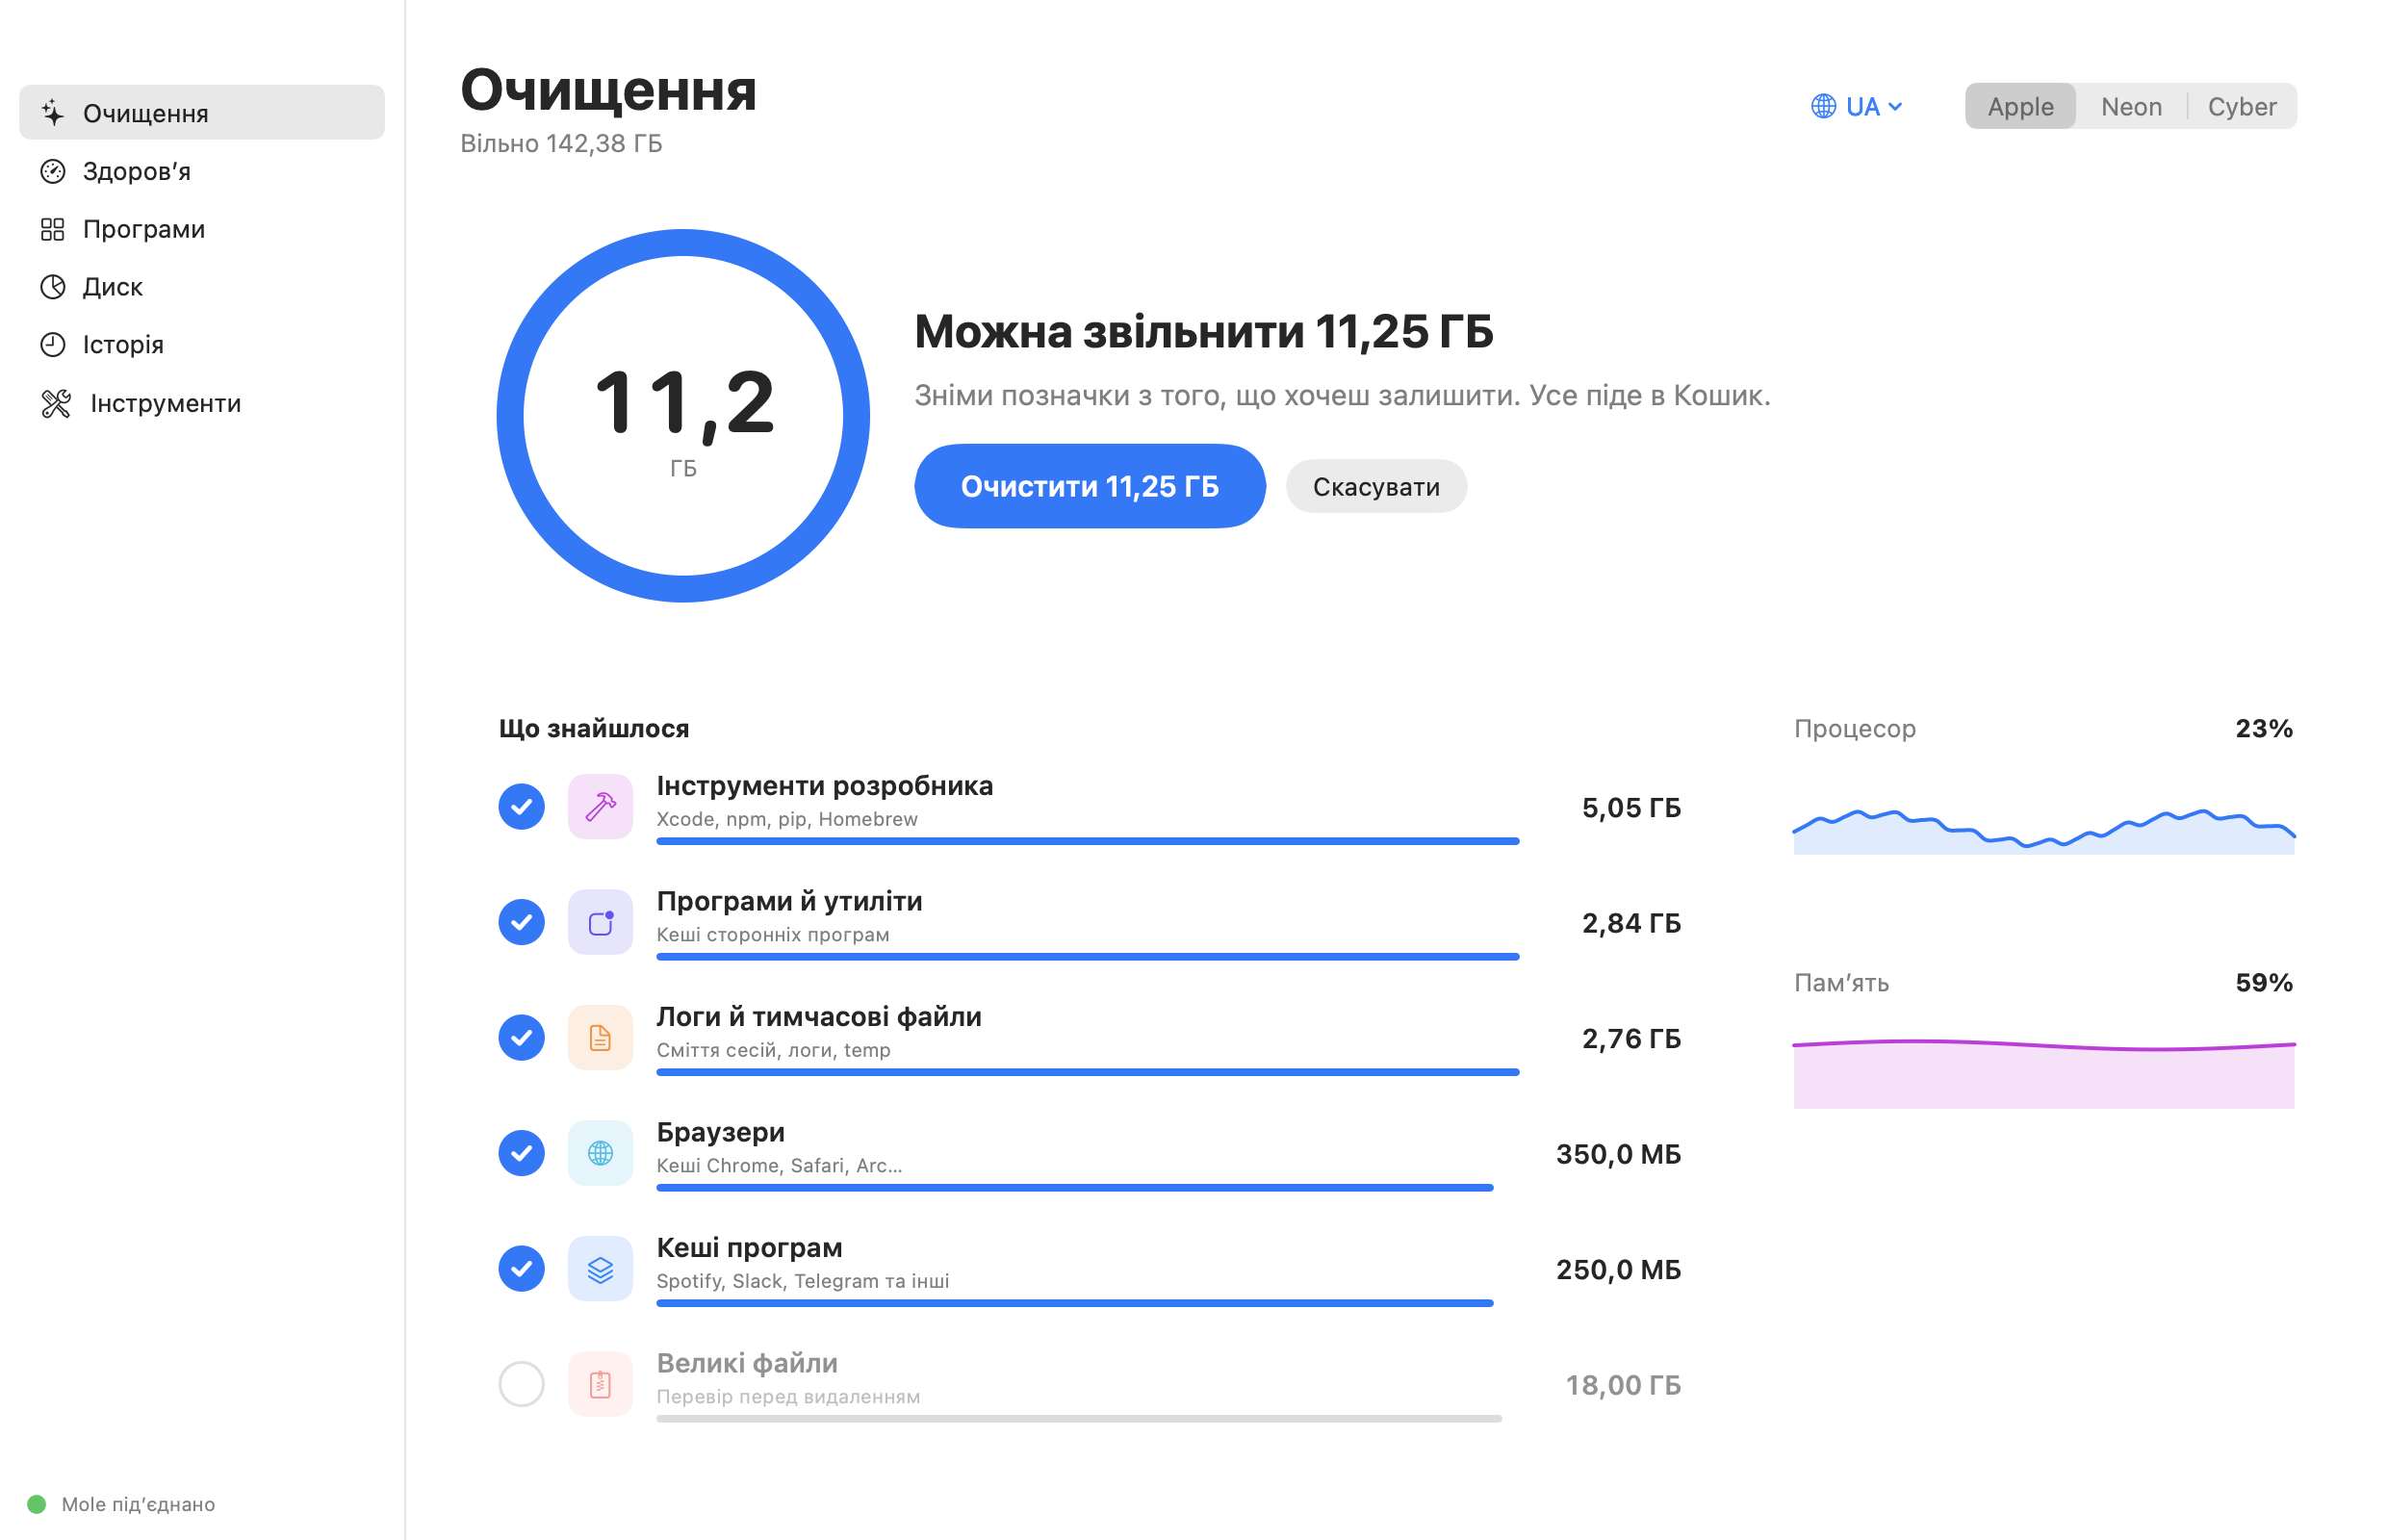 Очищення
Здоров’я
Програми
Диск
Історія
Інструменти
Mole під’єднано
Очищення
Вільно 142,38 ГБ
UA
Apple
Neon
Cyber
11,2
ГБ
Можна звільнити 11,25 ГБ
Зніми позначки з того, що хочеш залишити. Усе піде в Кошик.
Очистити 11,25 ГБ
Скасувати
Що знайшлося
Інструменти розробника
Xcode, npm, pip, Homebrew
5,05 ГБ
Програми й утиліти
Кеші сторонніх програм
2,84 ГБ
Логи й тимчасові файли
Сміття сесій, логи, temp
2,76 ГБ
Браузери
Кеші Chrome, Safari, Arc...
350,0 МБ
Кеші програм
Spotify, Slack, Telegram та інші
250,0 МБ
Великі файли
Перевір перед видаленням
18,00 ГБ
Процесор
23%
Пам’ять
59%